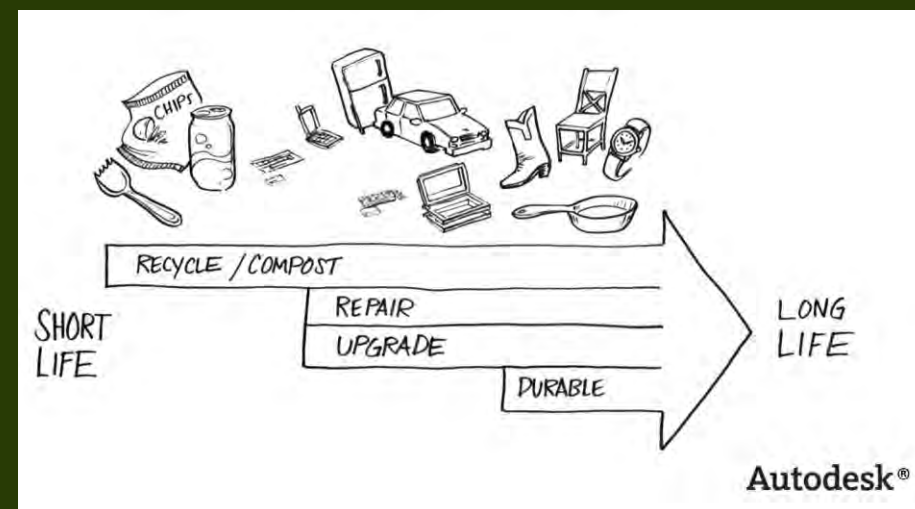 CHIPS
RECYCLE / COMPOST
REPAIR
UPGRADE
DURABLE
SHORT
LIFE
LONG
LIFE
Autodesk®